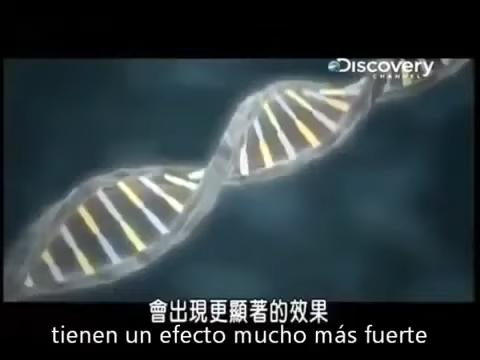 Discovery
CHANNEL
會出現更顯著的效果
tienen un efecto mucho más fuerte